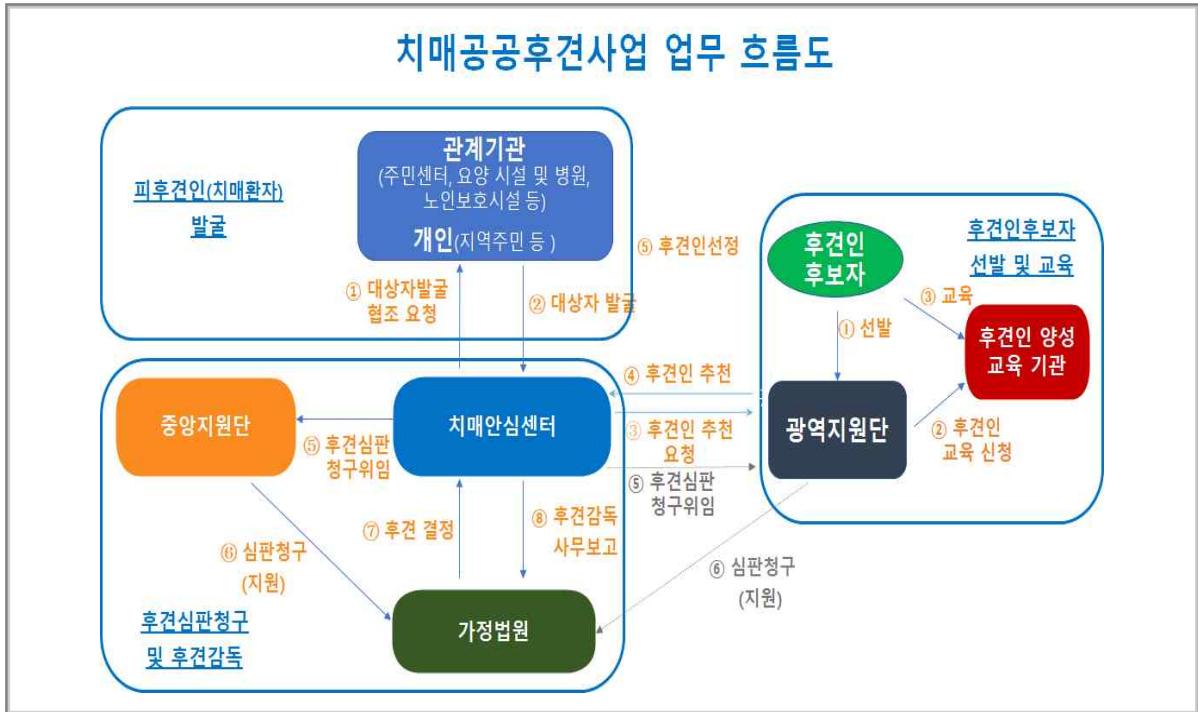 치매공공후견사업 업무 흐름도
피후견인(치매환자)
발굴
관계기관
(주민센터, 요양 시설 및 병원,
노인보호시설 등)
개인(지역주민 등 )
① 대상자발굴
협조 요청
② 대상자 발굴
⑤ 후견인선정
후견인
후보자
후견인후보자
선발 및 교육
③ 교육
① 선발
후견인 양성
교육 기관
광역지원단
② 후견인
교육 신청
중앙지원단
치매안심센터
④ 후견인 추천
③ 후견인 추천
요청
⑤ 후견심판
청구위임
⑤ 후견심판
청구위임
⑦ 후견 결정
⑧ 후견감독
사무보고
⑥ 심판청구
(지원)
⑥ 심판청구
(지원)
후견심판청구
및 후견감독
가정법원